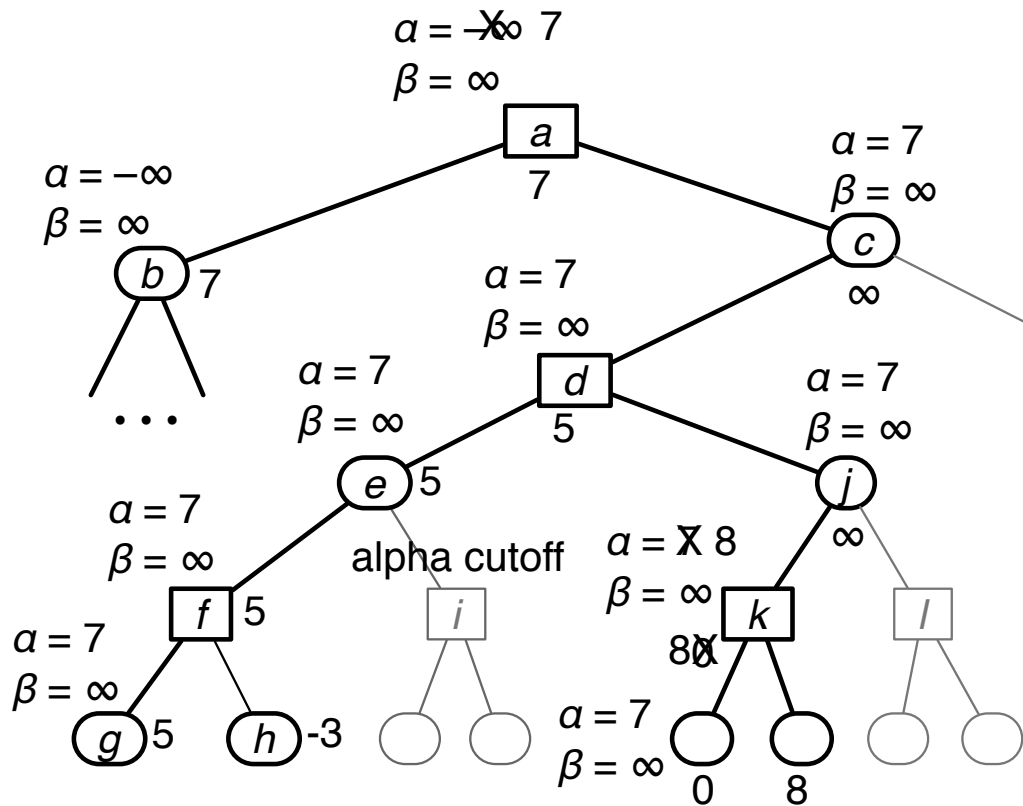 α = –∞ X 7
β = ∞
a
7
α = 7
β = ∞
c
∞
α = –∞
β = ∞
b
7
...
α = 7
β = ∞
d
5
α = 7
β = ∞
e
5
α = 7
β = ∞
j
∞
alpha cutoff
α = 7
β = ∞
f
5
i
α = 7 X 8
β = ∞
k
8 0 X
l
α = 7
β = ∞
g
5
h
-3
α = 7
β = ∞
0
8